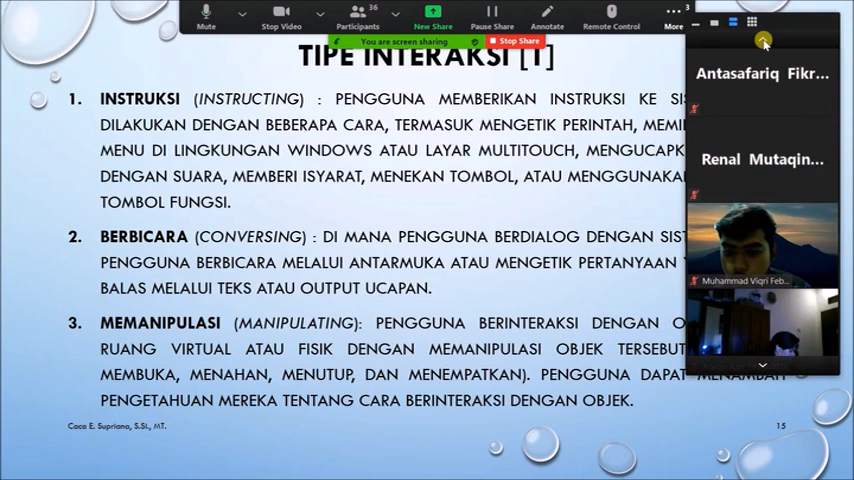 36
Mute
Stop Video
Participants
New Share
Pause Share
Annotate
Remote Control
More
You are screen sharing
Stop Share
TIPE INTERAKSI [1]
1. INSTRUKSI (INSTRUCTING) : PENGGUNA MEMBERIKAN INSTRUKSI KE
DILAKUKAN DENGAN BEBERAPA CARA, TERMASUK MENGETIK PERINTAH,
MENU DI LINGKUNGAN WINDOWS ATAU LAYAR MULTITOUCH,
DENGAN SUARA, MEMBERI ISYARAT, MENEKAN TOMBOL, ATAU MENGGUNAKAN
TOMBOL FUNGSI.
2. BERBICARA (CONVERSING) : DI MANA PENGGUNA BERDIALOG DENGAN
PENGGUNA BERBICARA MELALUI ANTARMUKA ATAU MENGETIK PERTANYAAN
BALAS MELALUI TEKS ATAU OUTPUT UCAPAN.
3. MEMANIPULASI (MANIPULATING): PENGGUNA BERINTERAKSI DENGAN
RUANG VIRTUAL ATAU FISIK DENGAN MEMANIPULASI OBJEK TERSEBUT
MEMBUKA, MENAHAN, MENUTUP, DAN MENEMPATKAN). PENGGUNA DAPAT MENAMBAH
PENGETAHUAN MEREKA TENTANG CARA BERINTERAKSI DENGAN OBJEK.
Caca E. Supriana, S.Si., MT.
15
Antasafariq Fikr...
Renal Mutaqin...
Muhammad Viqri Feb...